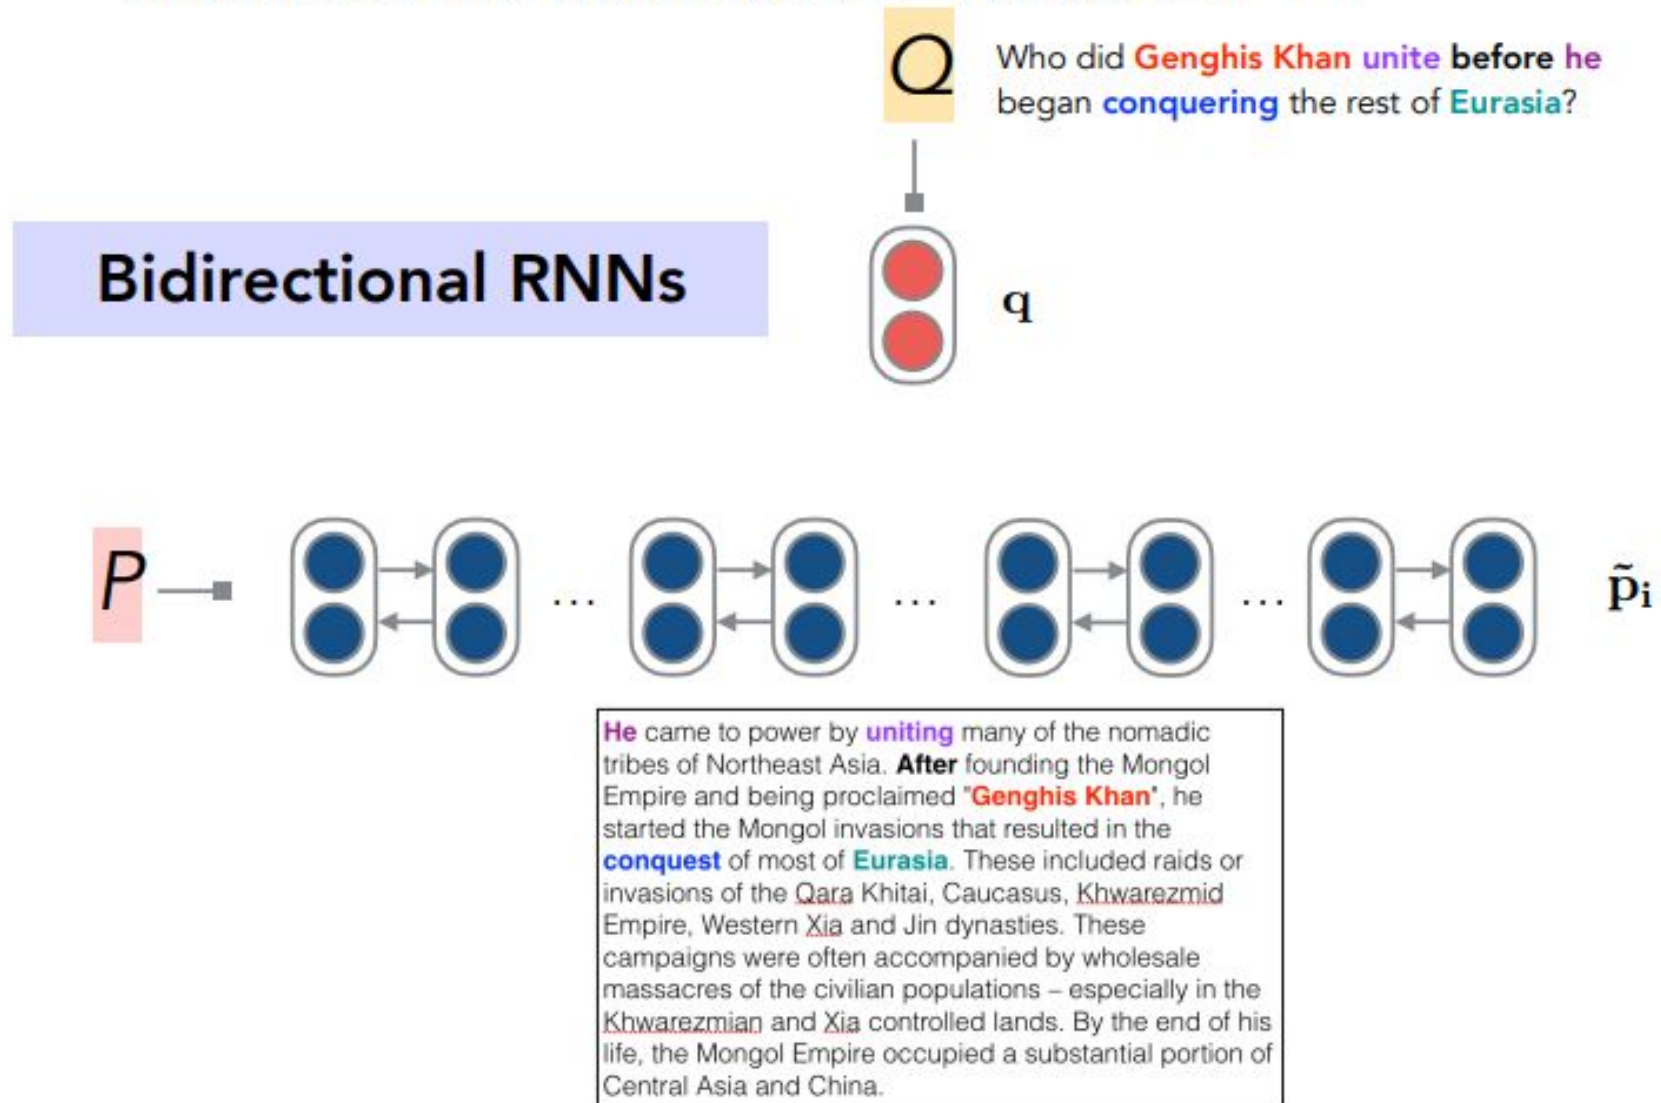 Q
Who did Genghis Khan unite before he
began conquering the rest of Eurasia?
Bidirectional RNNs
q
P
... ... ...
p̃i
He came to power by uniting many of the nomadic
tribes of Northeast Asia. After founding the Mongol
Empire and being proclaimed "Genghis Khan", he
started the Mongol invasions that resulted in the
conquest of most of Eurasia. These included raids or
invasions of the Qara Khitai, Caucasus, Khwarezmid
Empire, Western Xia and Jin dynasties. These
campaigns were often accompanied by wholesale
massacres of the civilian populations – especially in the
Khwarezmian and Xia controlled lands. By the end of his
life, the Mongol Empire occupied a substantial portion of
Central Asia and China.